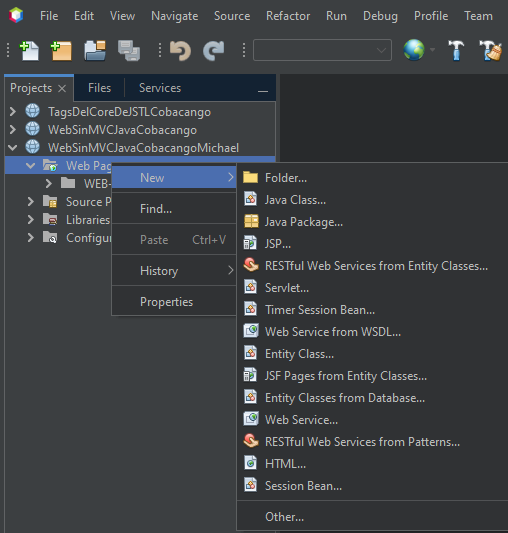 File Edit View Navigate Source Refactor Run Debug Profile Team
Projects Files Services
TagsDelCoreDeJSTLCobacango
WebSinMVCJavaCobacango
WebSinMVCJavaCobacangoMichael
Web Pag
WEB-
Source P
Libraries
Configur
New
Find...
Paste Ctrl+V
History
Properties
Folder...
Java Class...
Java Package...
JSP...
RESTful Web Services from Entity Classes...
Servlet...
Timer Session Bean...
Web Service from WSDL...
Entity Class...
JSF Pages from Entity Classes...
Entity Classes from Database...
Web Service...
RESTful Web Services from Patterns...
HTML...
Session Bean...
Other...